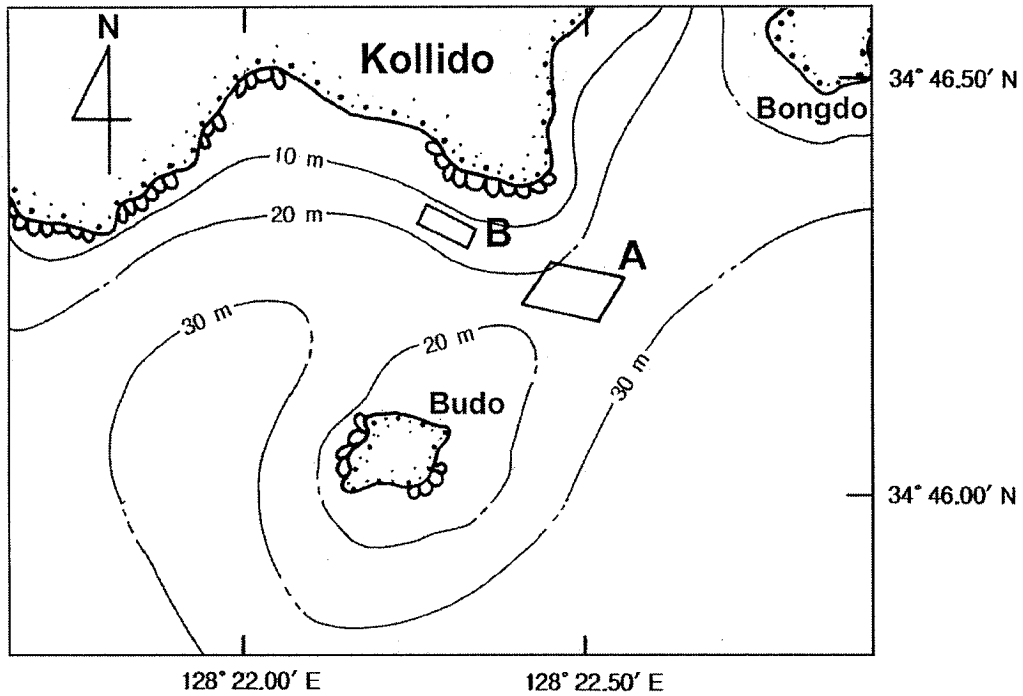 N
Kollido
34° 46.50' N
Bongdo
10 m
20 m
B
A
30 m
20 m
30 m
Budo
34° 46.00' N
128° 22.00' E
128° 22.50' E